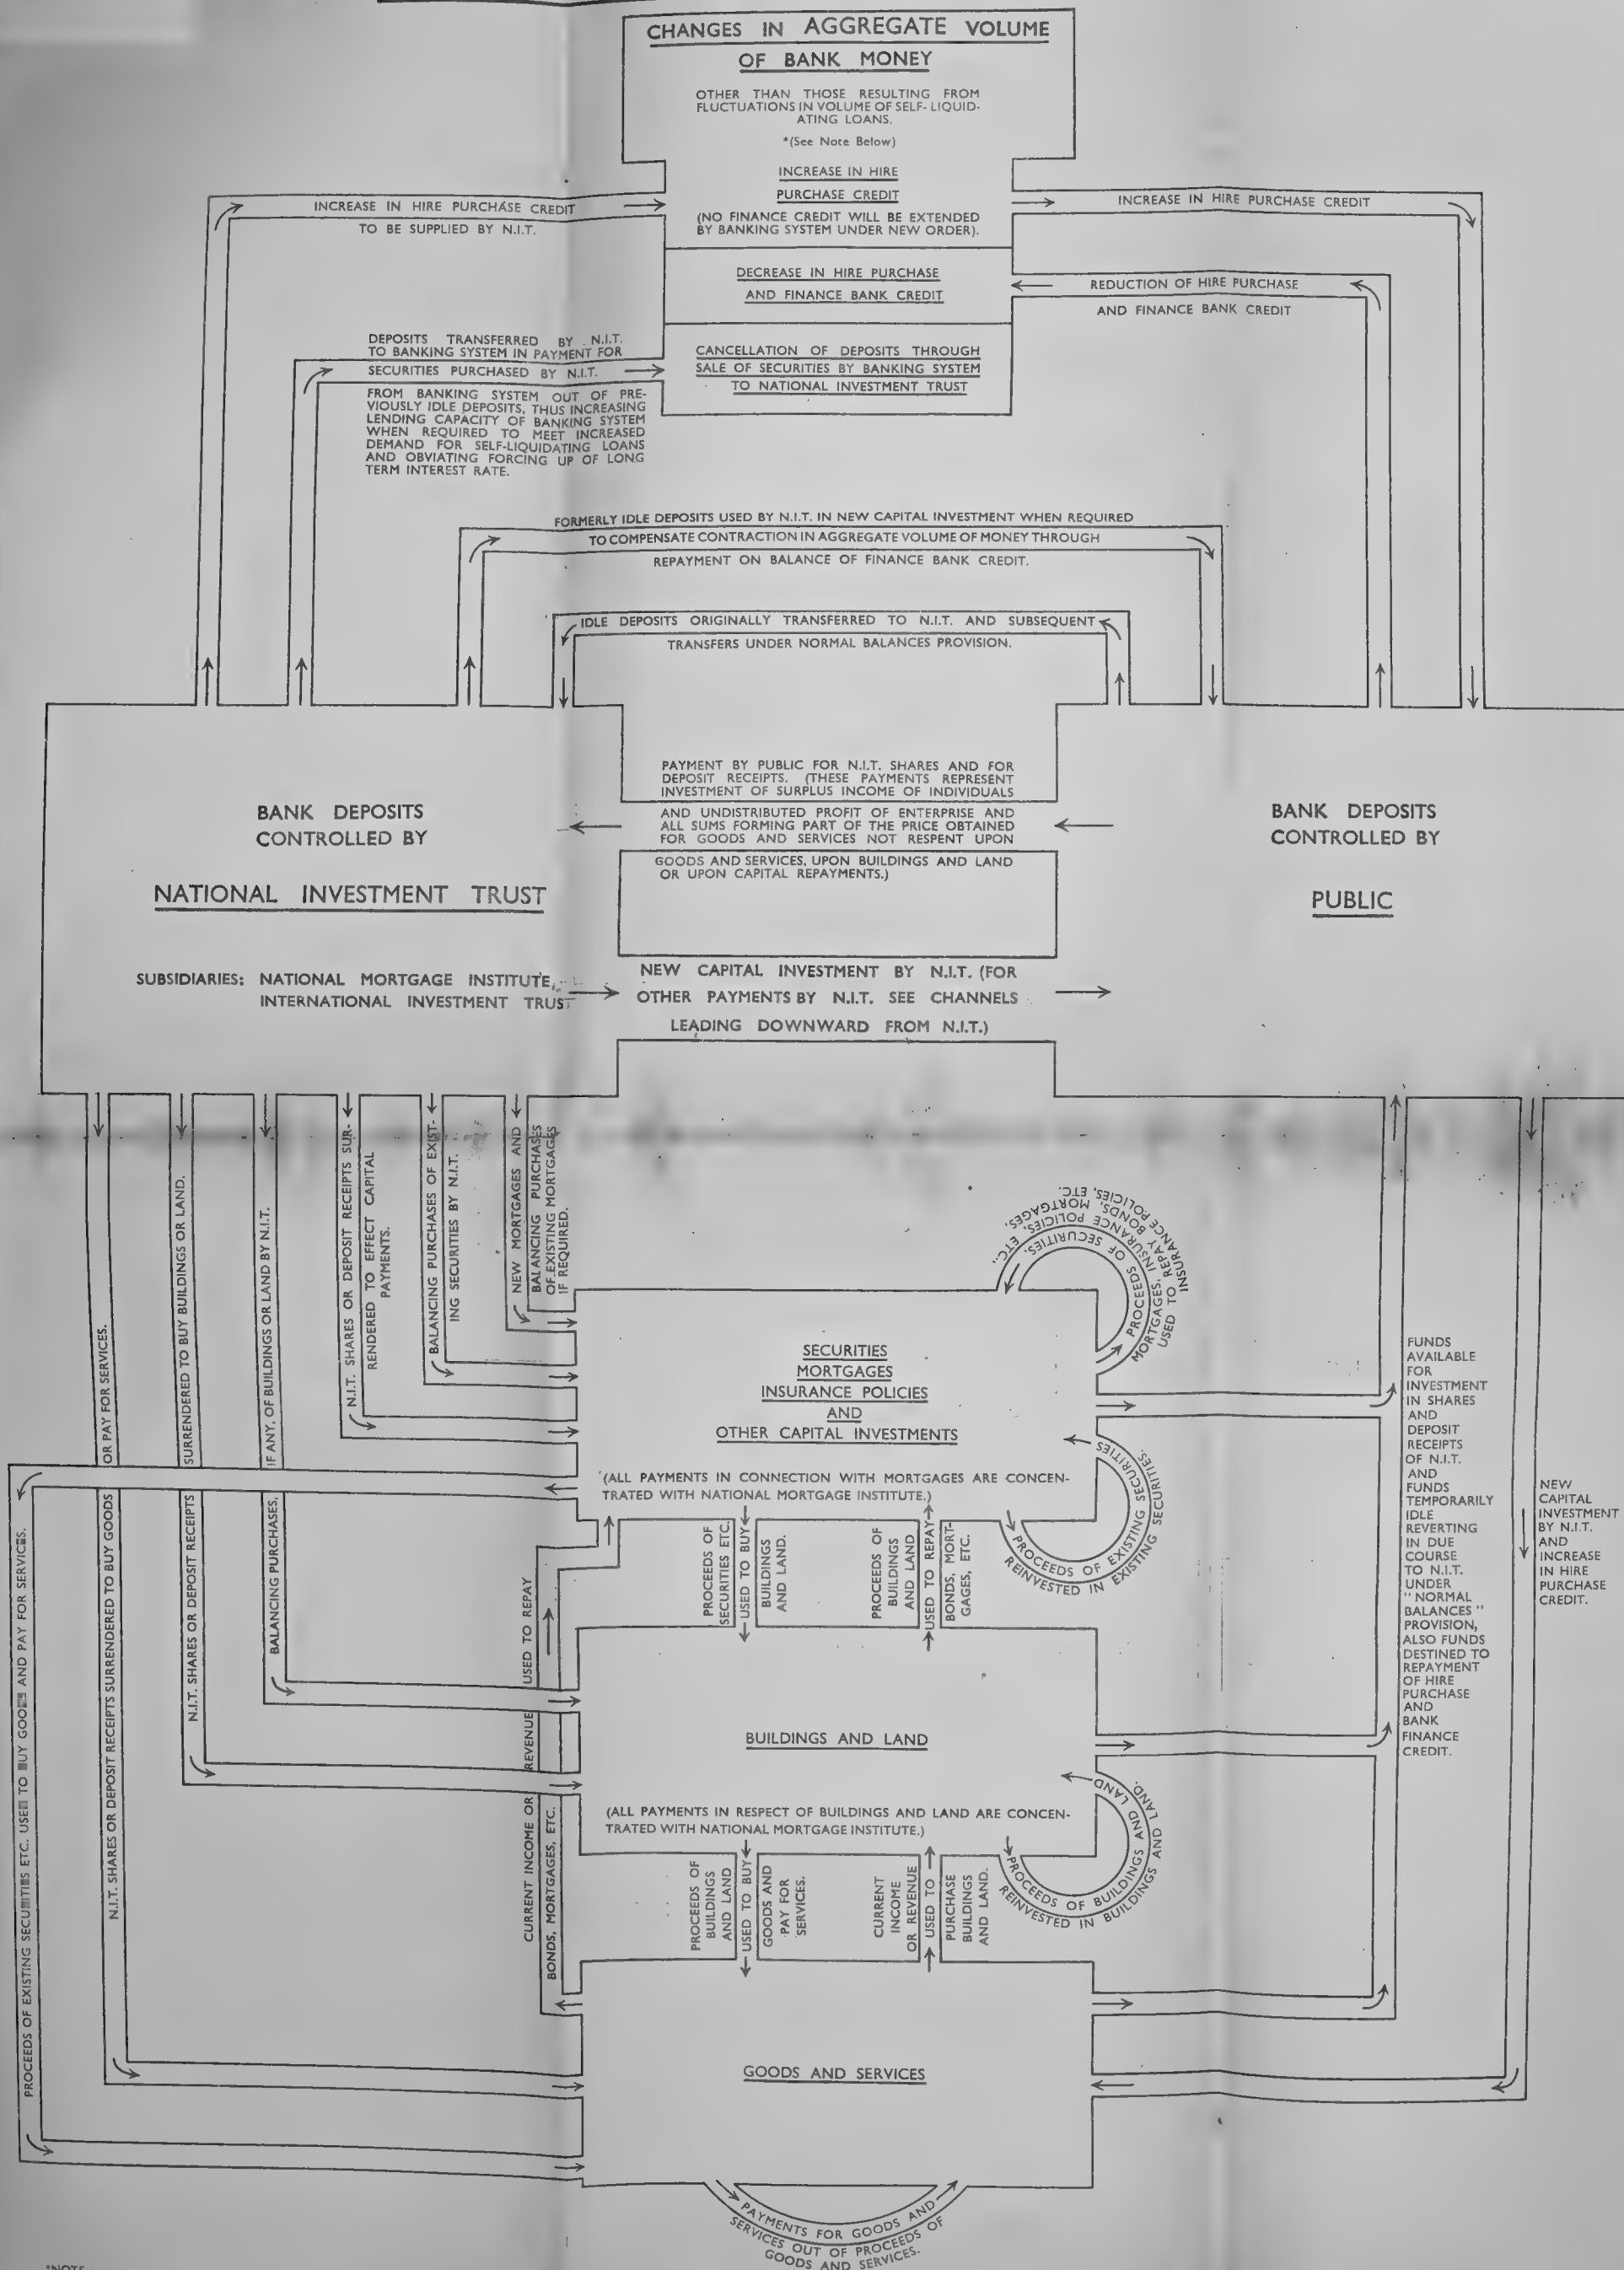 CHANGES IN AGGREGATE VOLUME
OF BANK MONEY
OTHER THAN THOSE RESULTING FROM
FLUCTUATIONS IN VOLUME OF SELF-LIQUID-
ATING LOANS.
*(See Note Below)
INCREASE IN HIRE
PURCHASE CREDIT
(NO FINANCE CREDIT WILL BE EXTENDED
BY BANKING SYSTEM UNDER NEW ORDER).
INCREASE IN HIRE PURCHASE CREDIT
TO BE SUPPLIED BY N.I.T.
INCREASE IN HIRE PURCHASE CREDIT
DECREASE IN HIRE PURCHASE
AND FINANCE BANK CREDIT
REDUCTION OF HIRE PURCHASE
AND FINANCE BANK CREDIT
DEPOSITS TRANSFERRED BY N.I.T.
TO BANKING SYSTEM IN PAYMENT FOR
SECURITIES PURCHASED BY N.I.T.
FROM BANKING SYSTEM OUT OF PRE-
VIOUSLY IDLE DEPOSITS, THUS INCREASING
LENDING CAPACITY OF BANKING SYSTEM
WHEN REQUIRED TO MEET INCREASED
DEMAND FOR SELF-LIQUIDATING LOANS
AND OBVIATING FORCING UP OF LONG
TERM INTEREST RATE.
CANCELLATION OF DEPOSITS THROUGH
SALE OF SECURITIES BY BANKING SYSTEM
TO NATIONAL INVESTMENT TRUST
FORMERLY IDLE DEPOSITS USED BY N.I.T. IN NEW CAPITAL INVESTMENT WHEN REQUIRED
TO COMPENSATE CONTRACTION IN AGGREGATE VOLUME OF MONEY THROUGH
REPAYMENT ON BALANCE OF FINANCE BANK CREDIT.
IDLE DEPOSITS ORIGINALLY TRANSFERRED TO N.I.T. AND SUBSEQUENT
TRANSFERS UNDER NORMAL BALANCES PROVISION.
BANK DEPOSITS
CONTROLLED BY
NATIONAL INVESTMENT TRUST
SUBSIDIARIES: NATIONAL MORTGAGE INSTITUTE,
INTERNATIONAL INVESTMENT TRUST
PAYMENT BY PUBLIC FOR N.I.T. SHARES AND FOR
DEPOSIT RECEIPTS. (THESE PAYMENTS REPRESENT
INVESTMENT OF SURPLUS INCOME OF INDIVIDUALS
AND UNDISTRIBUTED PROFIT OF ENTERPRISE AND
ALL SUMS FORMING PART OF THE PRICE OBTAINED
FOR GOODS AND SERVICES NOT RESPENT UPON
GOODS AND SERVICES, UPON BUILDINGS AND LAND
OR UPON CAPITAL REPAYMENTS.)
NEW CAPITAL INVESTMENT BY N.I.T. (FOR
OTHER PAYMENTS BY N.I.T. SEE CHANNELS
LEADING DOWNWARD FROM N.I.T.)
BANK DEPOSITS
CONTROLLED BY
PUBLIC
PROCEEDS OF EXISTING SECURITIES ETC. USED TO BUY GOODS AND PAY FOR SERVICES.
N.I.T. SHARES OR DEPOSIT RECEIPTS SURRENDERED TO BUY GOODS OR PAY FOR SERVICES.
N.I.T. SHARES OR DEPOSIT RECEIPTS SURRENDERED TO BUY BUILDINGS OR LAND.
BALANCING PURCHASES, IF ANY, OF BUILDINGS OR LAND BY N.I.T.
N.I.T. SHARES OR DEPOSIT RECEIPTS SUR-
RENDERED TO EFFECT CAPITAL
PAYMENTS.
BALANCING PURCHASES OF EXIST-
ING SECURITIES BY N.I.T.
NEW MORTGAGES AND
BALANCING PURCHASES
OF EXISTING MORTGAGES
IF REQUIRED.
PROCEEDS OF SECURITIES,
MORTGAGES, INSURANCE POLICIES, ETC.,
USED TO REPAY BONDS, MORTGAGES,
INSURANCE POLICIES, ETC.
SECURITIES
MORTGAGES
INSURANCE POLICIES
AND
OTHER CAPITAL INVESTMENTS
(ALL PAYMENTS IN CONNECTION WITH MORTGAGES ARE CONCEN-
TRATED WITH NATIONAL MORTGAGE INSTITUTE.)
PROCEEDS OF EXISTING SECURITIES
REINVESTED IN EXISTING SECURITIES.
PROCEEDS OF
SECURITIES ETC.
USED TO BUY
BUILDINGS
AND LAND.
PROCEEDS OF
BUILDINGS
AND LAND
USED TO REPAY
BONDS, MORT-
GAGES, ETC.
CURRENT INCOME OR REVENUE USED TO REPAY
BONDS, MORTGAGES, ETC.
BUILDINGS AND LAND
(ALL PAYMENTS IN RESPECT OF BUILDINGS AND LAND ARE CONCEN-
TRATED WITH NATIONAL MORTGAGE INSTITUTE.)
PROCEEDS OF BUILDINGS AND LAND
REINVESTED IN BUILDINGS AND LAND.
PROCEEDS OF
BUILDINGS
AND LAND
USED TO BUY
GOODS AND
PAY FOR
SERVICES.
CURRENT
INCOME
OR REVENUE
USED TO
PURCHASE
BUILDINGS
AND LAND.
GOODS AND SERVICES
PAYMENTS FOR GOODS AND
SERVICES OUT OF PROCEEDS OF
GOODS AND SERVICES.
FUNDS
AVAILABLE
FOR
INVESTMENT
IN SHARES
AND
DEPOSIT
RECEIPTS
OF N.I.T.
AND
FUNDS
TEMPORARILY
IDLE
REVERTING
IN DUE
COURSE
TO N.I.T.
UNDER
"NORMAL
BALANCES"
PROVISION,
ALSO FUNDS
DESTINED TO
REPAYMENT
OF HIRE
PURCHASE
AND
BANK
FINANCE
CREDIT.
NEW
CAPITAL
INVESTMENT
BY N.I.T.
AND
INCREASE
IN HIRE
PURCHASE
CREDIT.